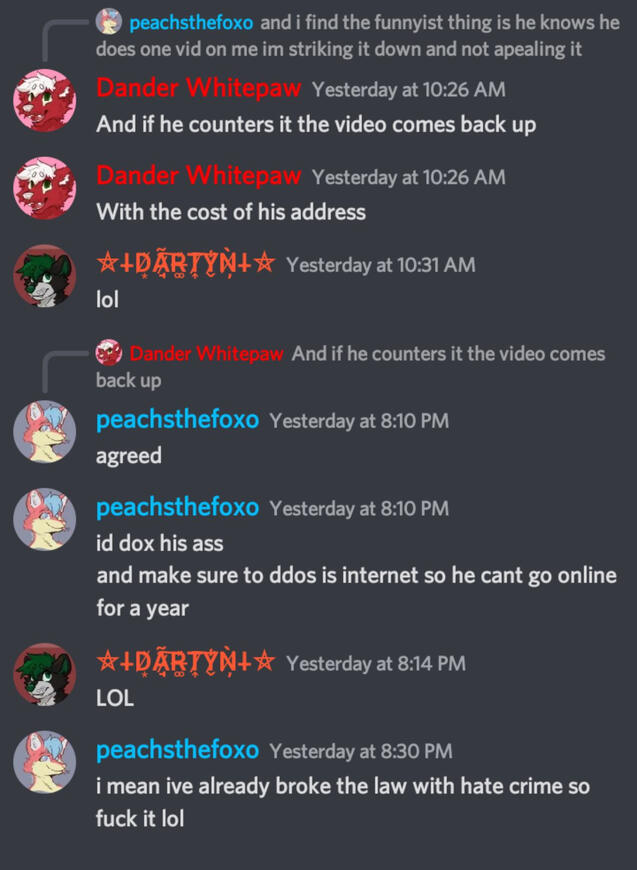 peachsthefoxo and i find the funnyist thing is he knows he
does one vid on me im striking it down and not apealing it
Dander Whitepaw Yesterday at 10:26 AM
And if he counters it the video comes back up
Dander Whitepaw Yesterday at 10:26 AM
With the cost of his address
☆⸸DARTYN⸸☆ Yesterday at 10:31 AM
lol
Dander Whitepaw And if he counters it the video comes
back up
peachsthefoxo Yesterday at 8:10 PM
agreed
peachsthefoxo Yesterday at 8:10 PM
id dox his ass
and make sure to ddos is internet so he cant go online
for a year
☆⸸DARTYN⸸☆ Yesterday at 8:14 PM
LOL
peachsthefoxo Yesterday at 8:30 PM
i mean ive already broke the law with hate crime so
fuck it lol